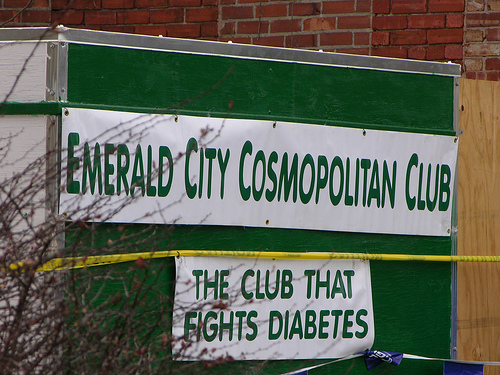 EMERALD CITY COSMOPOLITAN CLUB
THE CLUB THAT
FIGHTS DIABETES